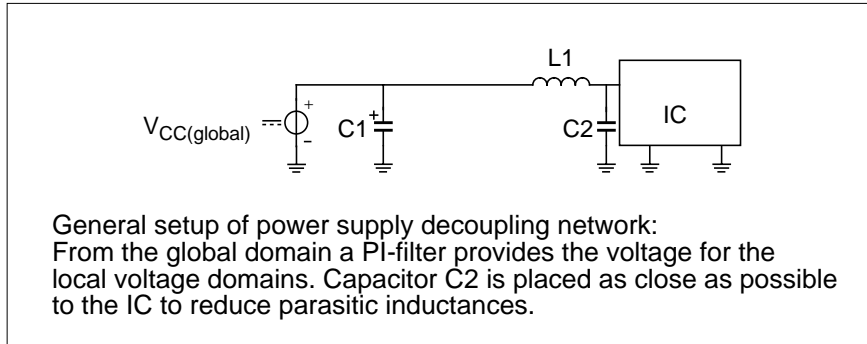 L1
+
+
V_CC(global)
C1
C2
IC
-
General setup of power supply decoupling network:
From the global domain a PI-filter provides the voltage for the
local voltage domains. Capacitor C2 is placed as close as possible
to the IC to reduce parasitic inductances.